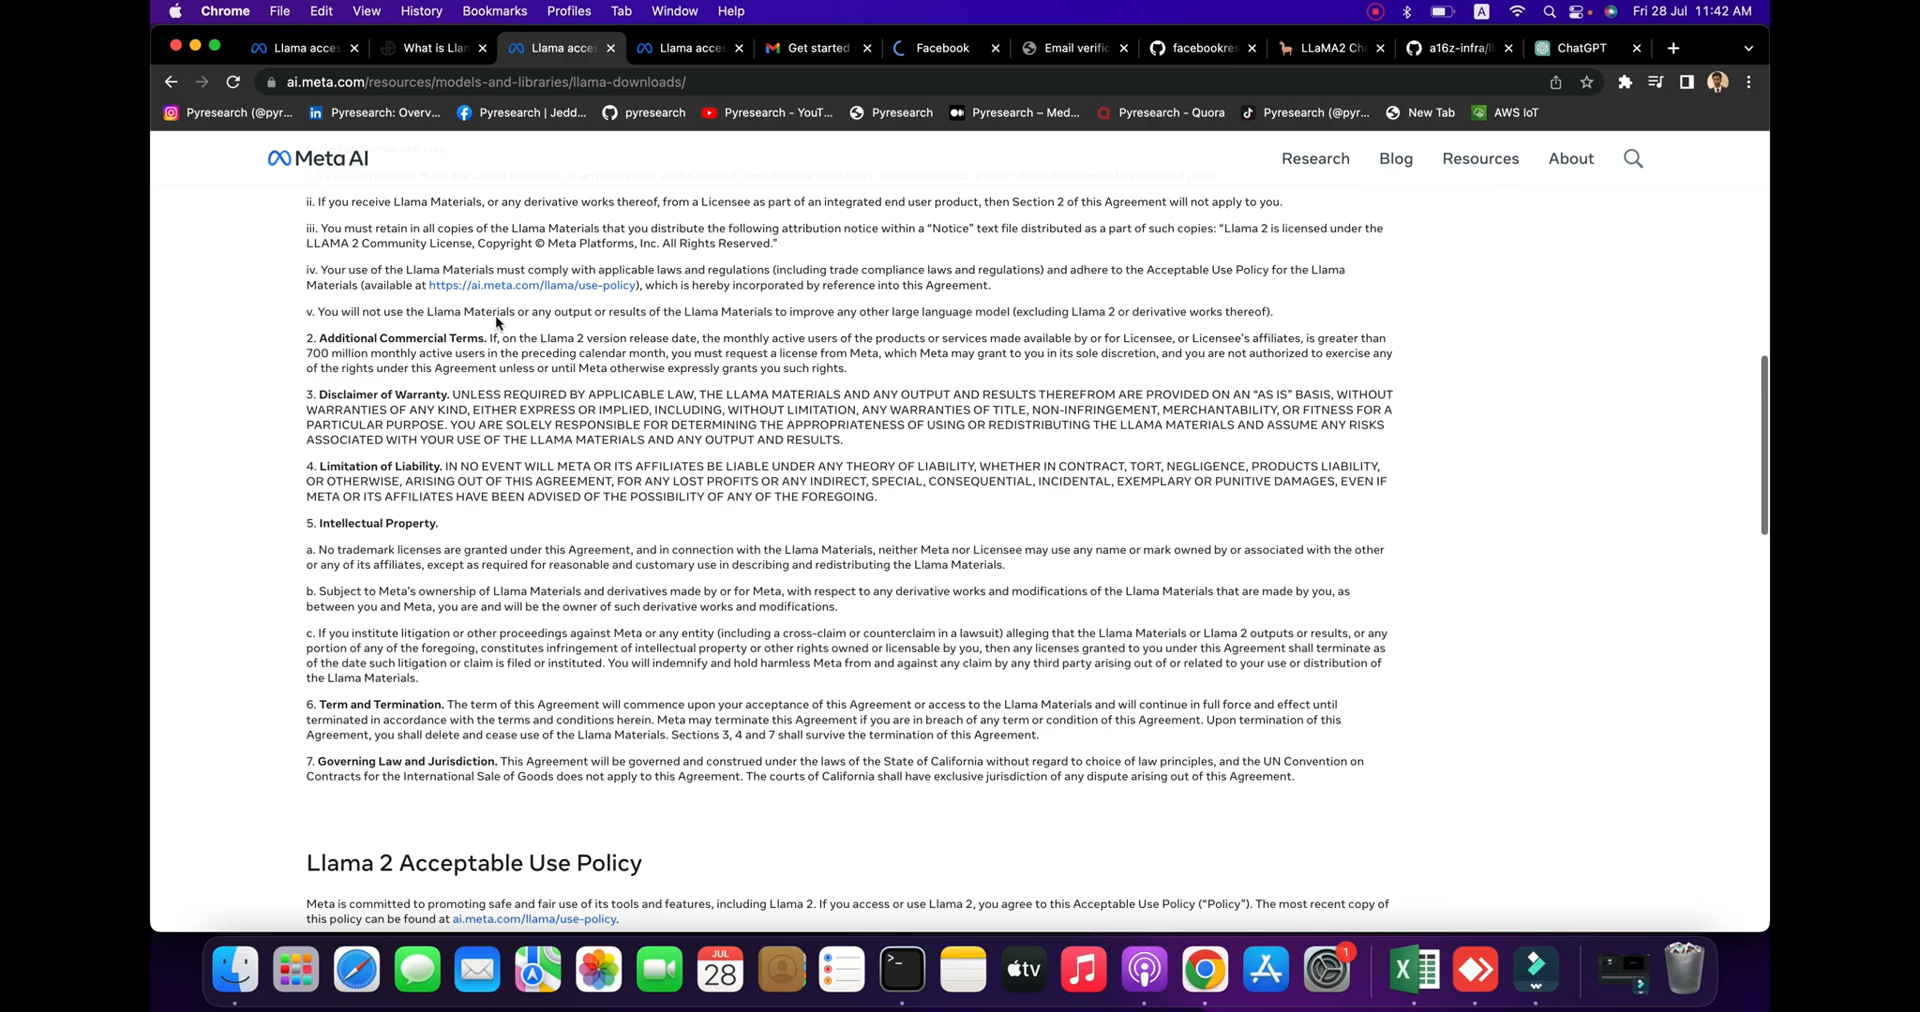 Chrome File Edit View History Bookmarks Profiles Tab Window Help A Fri 28 Jul 11:42 AM
Llama acces What is Llam Llama acces Llama acces Get started Facebook Email verific facebookres LLaMA2 Ch a16z-infra/ll ChatGPT
ai.meta.com/resources/models-and-libraries/llama-downloads/
Pyresearch (@pyr... Pyresearch: Overv... Pyresearch | Jedd... pyresearch Pyresearch - YouT... Pyresearch Pyresearch – Med... Pyresearch - Quora Pyresearch (@pyr... New Tab AWS IoT
Meta AI Research Blog Resources About
i. If you distribute or make the Llama Materials, or any derivative works thereof, available to a third party, you shall provide a copy of this Agreement to such third party.
ii. If you receive Llama Materials, or any derivative works thereof, from a Licensee as part of an integrated end user product, then Section 2 of this Agreement will not apply to you.
iii. You must retain in all copies of the Llama Materials that you distribute the following attribution notice within a “Notice” text file distributed as a part of such copies: “Llama 2 is licensed under the
LLAMA 2 Community License, Copyright © Meta Platforms, Inc. All Rights Reserved.”
iv. Your use of the Llama Materials must comply with applicable laws and regulations (including trade compliance laws and regulations) and adhere to the Acceptable Use Policy for the Llama
Materials (available at https://ai.meta.com/llama/use-policy), which is hereby incorporated by reference into this Agreement.
v. You will not use the Llama Materials or any output or results of the Llama Materials to improve any other large language model (excluding Llama 2 or derivative works thereof).
2. Additional Commercial Terms. If, on the Llama 2 version release date, the monthly active users of the products or services made available by or for Licensee, or Licensee's affiliates, is greater than
700 million monthly active users in the preceding calendar month, you must request a license from Meta, which Meta may grant to you in its sole discretion, and you are not authorized to exercise any
of the rights under this Agreement unless or until Meta otherwise expressly grants you such rights.
3. Disclaimer of Warranty. UNLESS REQUIRED BY APPLICABLE LAW, THE LLAMA MATERIALS AND ANY OUTPUT AND RESULTS THEREFROM ARE PROVIDED ON AN “AS IS” BASIS, WITHOUT
WARRANTIES OF ANY KIND, EITHER EXPRESS OR IMPLIED, INCLUDING, WITHOUT LIMITATION, ANY WARRANTIES OF TITLE, NON-INFRINGEMENT, MERCHANTABILITY, OR FITNESS FOR A
PARTICULAR PURPOSE. YOU ARE SOLELY RESPONSIBLE FOR DETERMINING THE APPROPRIATENESS OF USING OR REDISTRIBUTING THE LLAMA MATERIALS AND ASSUME ANY RISKS
ASSOCIATED WITH YOUR USE OF THE LLAMA MATERIALS AND ANY OUTPUT AND RESULTS.
4. Limitation of Liability. IN NO EVENT WILL META OR ITS AFFILIATES BE LIABLE UNDER ANY THEORY OF LIABILITY, WHETHER IN CONTRACT, TORT, NEGLIGENCE, PRODUCTS LIABILITY,
OR OTHERWISE, ARISING OUT OF THIS AGREEMENT, FOR ANY LOST PROFITS OR ANY INDIRECT, SPECIAL, CONSEQUENTIAL, INCIDENTAL, EXEMPLARY OR PUNITIVE DAMAGES, EVEN IF
META OR ITS AFFILIATES HAVE BEEN ADVISED OF THE POSSIBILITY OF ANY OF THE FOREGOING.
5. Intellectual Property.
a. No trademark licenses are granted under this Agreement, and in connection with the Llama Materials, neither Meta nor Licensee may use any name or mark owned by or associated with the other
or any of its affiliates, except as required for reasonable and customary use in describing and redistributing the Llama Materials.
b. Subject to Meta's ownership of Llama Materials and derivatives made by or for Meta, with respect to any derivative works and modifications of the Llama Materials that are made by you, as
between you and Meta, you are and will be the owner of such derivative works and modifications.
c. If you institute litigation or other proceedings against Meta or any entity (including a cross-claim or counterclaim in a lawsuit) alleging that the Llama Materials or Llama 2 outputs or results, or any
portion of any of the foregoing, constitutes infringement of intellectual property or other rights owned or licensable by you, then any licenses granted to you under this Agreement shall terminate as
of the date such litigation or claim is filed or instituted. You will indemnify and hold harmless Meta from and against any claim by any third party arising out of or related to your use or distribution of
the Llama Materials.
6. Term and Termination. The term of this Agreement will commence upon your acceptance of this Agreement or access to the Llama Materials and will continue in full force and effect until
terminated in accordance with the terms and conditions herein. Meta may terminate this Agreement if you are in breach of any term or condition of this Agreement. Upon termination of this
Agreement, you shall delete and cease use of the Llama Materials. Sections 3, 4 and 7 shall survive the termination of this Agreement.
7. Governing Law and Jurisdiction. This Agreement will be governed and construed under the laws of the State of California without regard to choice of law principles, and the UN Convention on
Contracts for the International Sale of Goods does not apply to this Agreement. The courts of California shall have exclusive jurisdiction of any dispute arising out of this Agreement.
Llama 2 Acceptable Use Policy
Meta is committed to promoting safe and fair use of its tools and features, including Llama 2. If you access or use Llama 2, you agree to this Acceptable Use Policy (“Policy”). The most recent copy of
this policy can be found at ai.meta.com/llama/use-policy.
JUL
28
tv
1